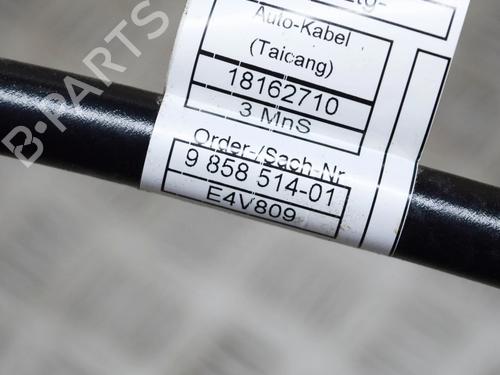 Auto-Kabel
(Taicang)
18162710
3 MnS
Order-/Sach-Nr
9 858 514-01
E4V809
B-PARTS